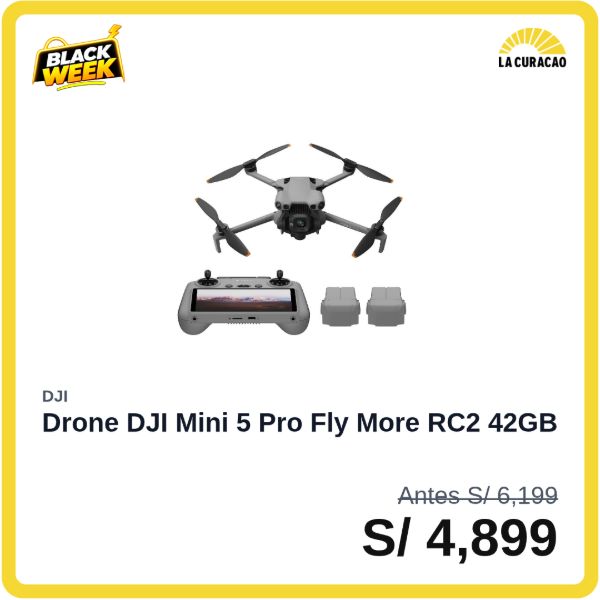 BLACK
WEEK
LA CURACAO
DJI
Drone DJI Mini 5 Pro Fly More RC2 42GB
Antes S/ 6,199
S/ 4,899